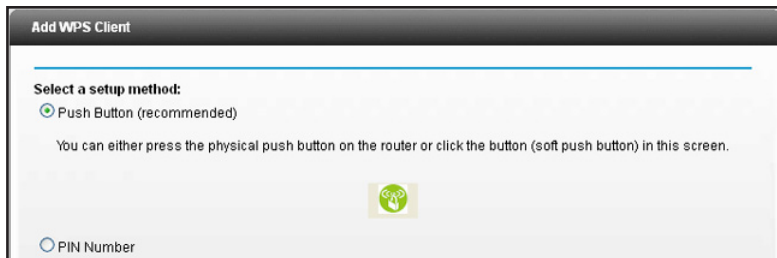 Add WPS Client
Select a setup method:
Push Button (recommended)
You can either press the physical push button on the router or click the button (soft push button) in this screen.
PIN Number